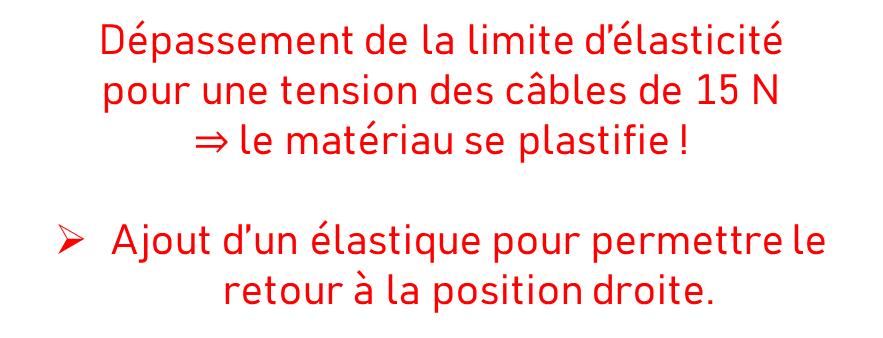 Dépassement de la limite d’élasticité
pour une tension des câbles de 15 N
⇒ le matériau se plastifie !
➢ Ajout d’un élastique pour permettre le
retour à la position droite.